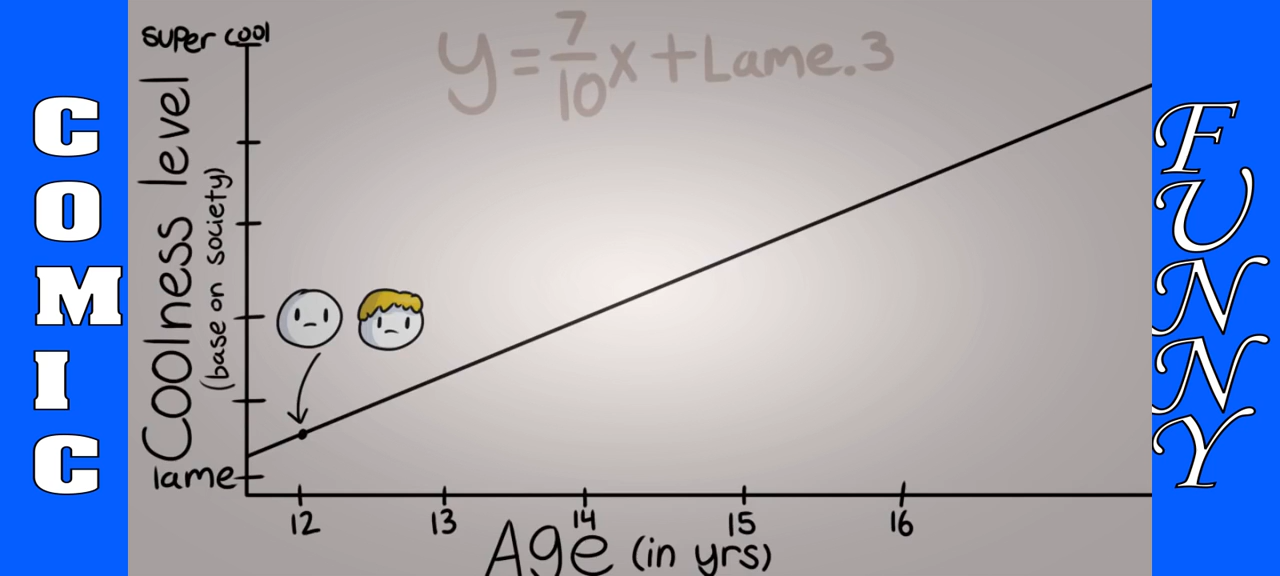 COMIC
super cool
y = 7/10 x + Lame.3
Coolness level
(base on society)
lame
12 13 14 15 16
Age (in yrs)
FUNNY